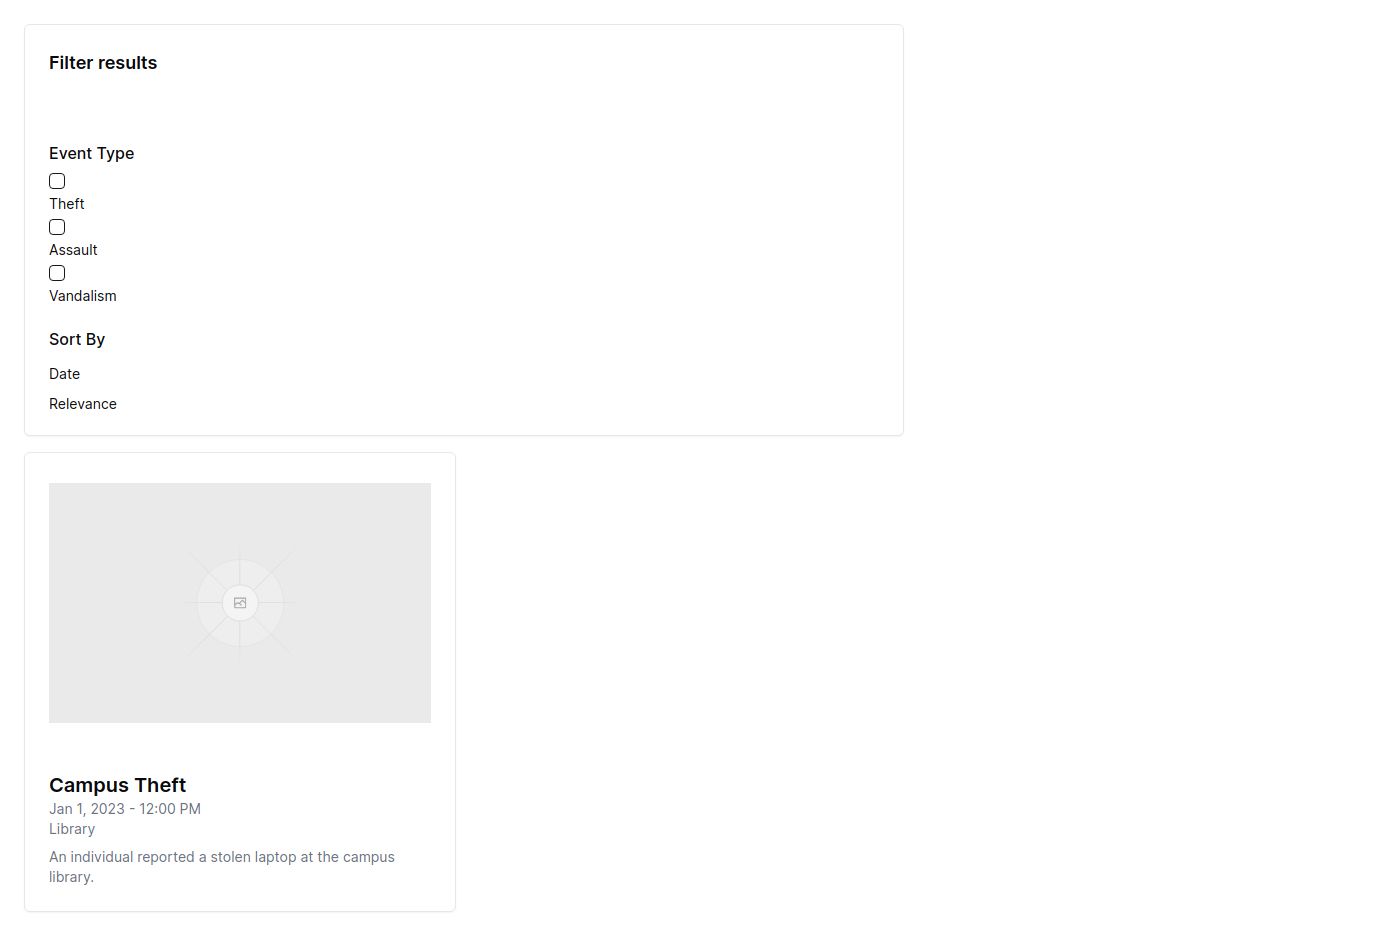 Filter results
Event Type
Theft
Assault
Vandalism
Sort By
Date
Relevance
Campus Theft
Jan 1, 2023 - 12:00 PM
Library
An individual reported a stolen laptop at the campus
library.